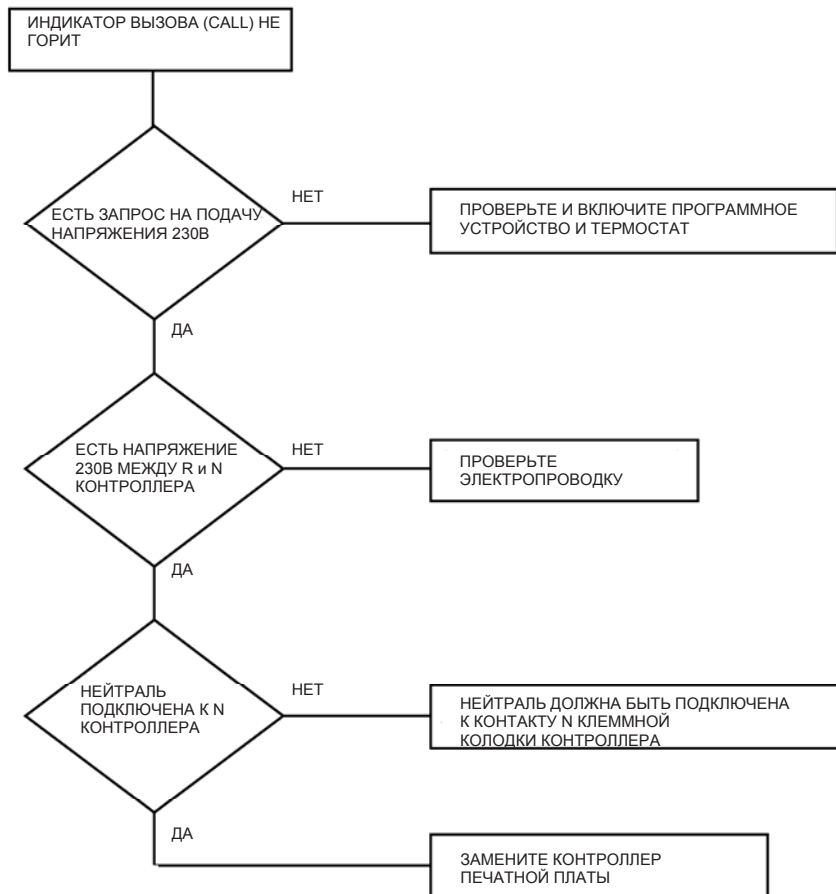 ИНДИКАТОР ВЫЗОВА (CALL) НЕ
ГОРИТ
ЕСТЬ ЗАПРОС НА ПОДАЧУ
НАПРЯЖЕНИЯ 230В
НЕТ
ПРОВЕРЬТЕ И ВКЛЮЧИТЕ ПРОГРАММНОЕ
УСТРОЙСТВО И ТЕРМОСТАТ
ДА
ЕСТЬ НАПРЯЖЕНИЕ
230В МЕЖДУ R и N
КОНТРОЛЛЕРА
НЕТ
ПРОВЕРЬТЕ
ЭЛЕКТРОПРОВОДКУ
ДА
НЕЙТРАЛЬ
ПОДКЛЮЧЕНА К N
КОНТРОЛЛЕРА
НЕТ
НЕЙТРАЛЬ ДОЛЖНА БЫТЬ ПОДКЛЮЧЕНА
К КОНТАКТУ N КЛЕММНОЙ
КОЛОДКИ КОНТРОЛЛЕРА
ДА
ЗАМЕНИТЕ КОНТРОЛЛЕР
ПЕЧАТНОЙ ПЛАТЫ